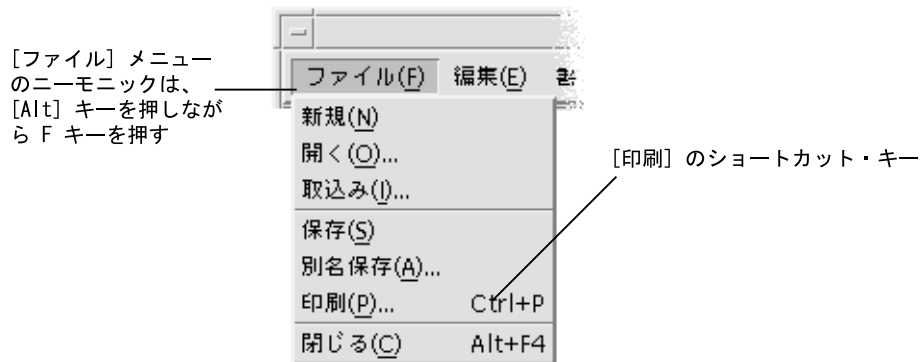 [ファイル] メニュー
のニーモニックは、
[Alt] キーを押しなが
ら F キーを押す
ファイル(F) 編集(E)
新規(N)
開く(O)...
取込み(I)...
保存(S)
別名保存(A)...
印刷(P)... Ctrl+P
閉じる(C) Alt+F4
[印刷] のショートカット・キー